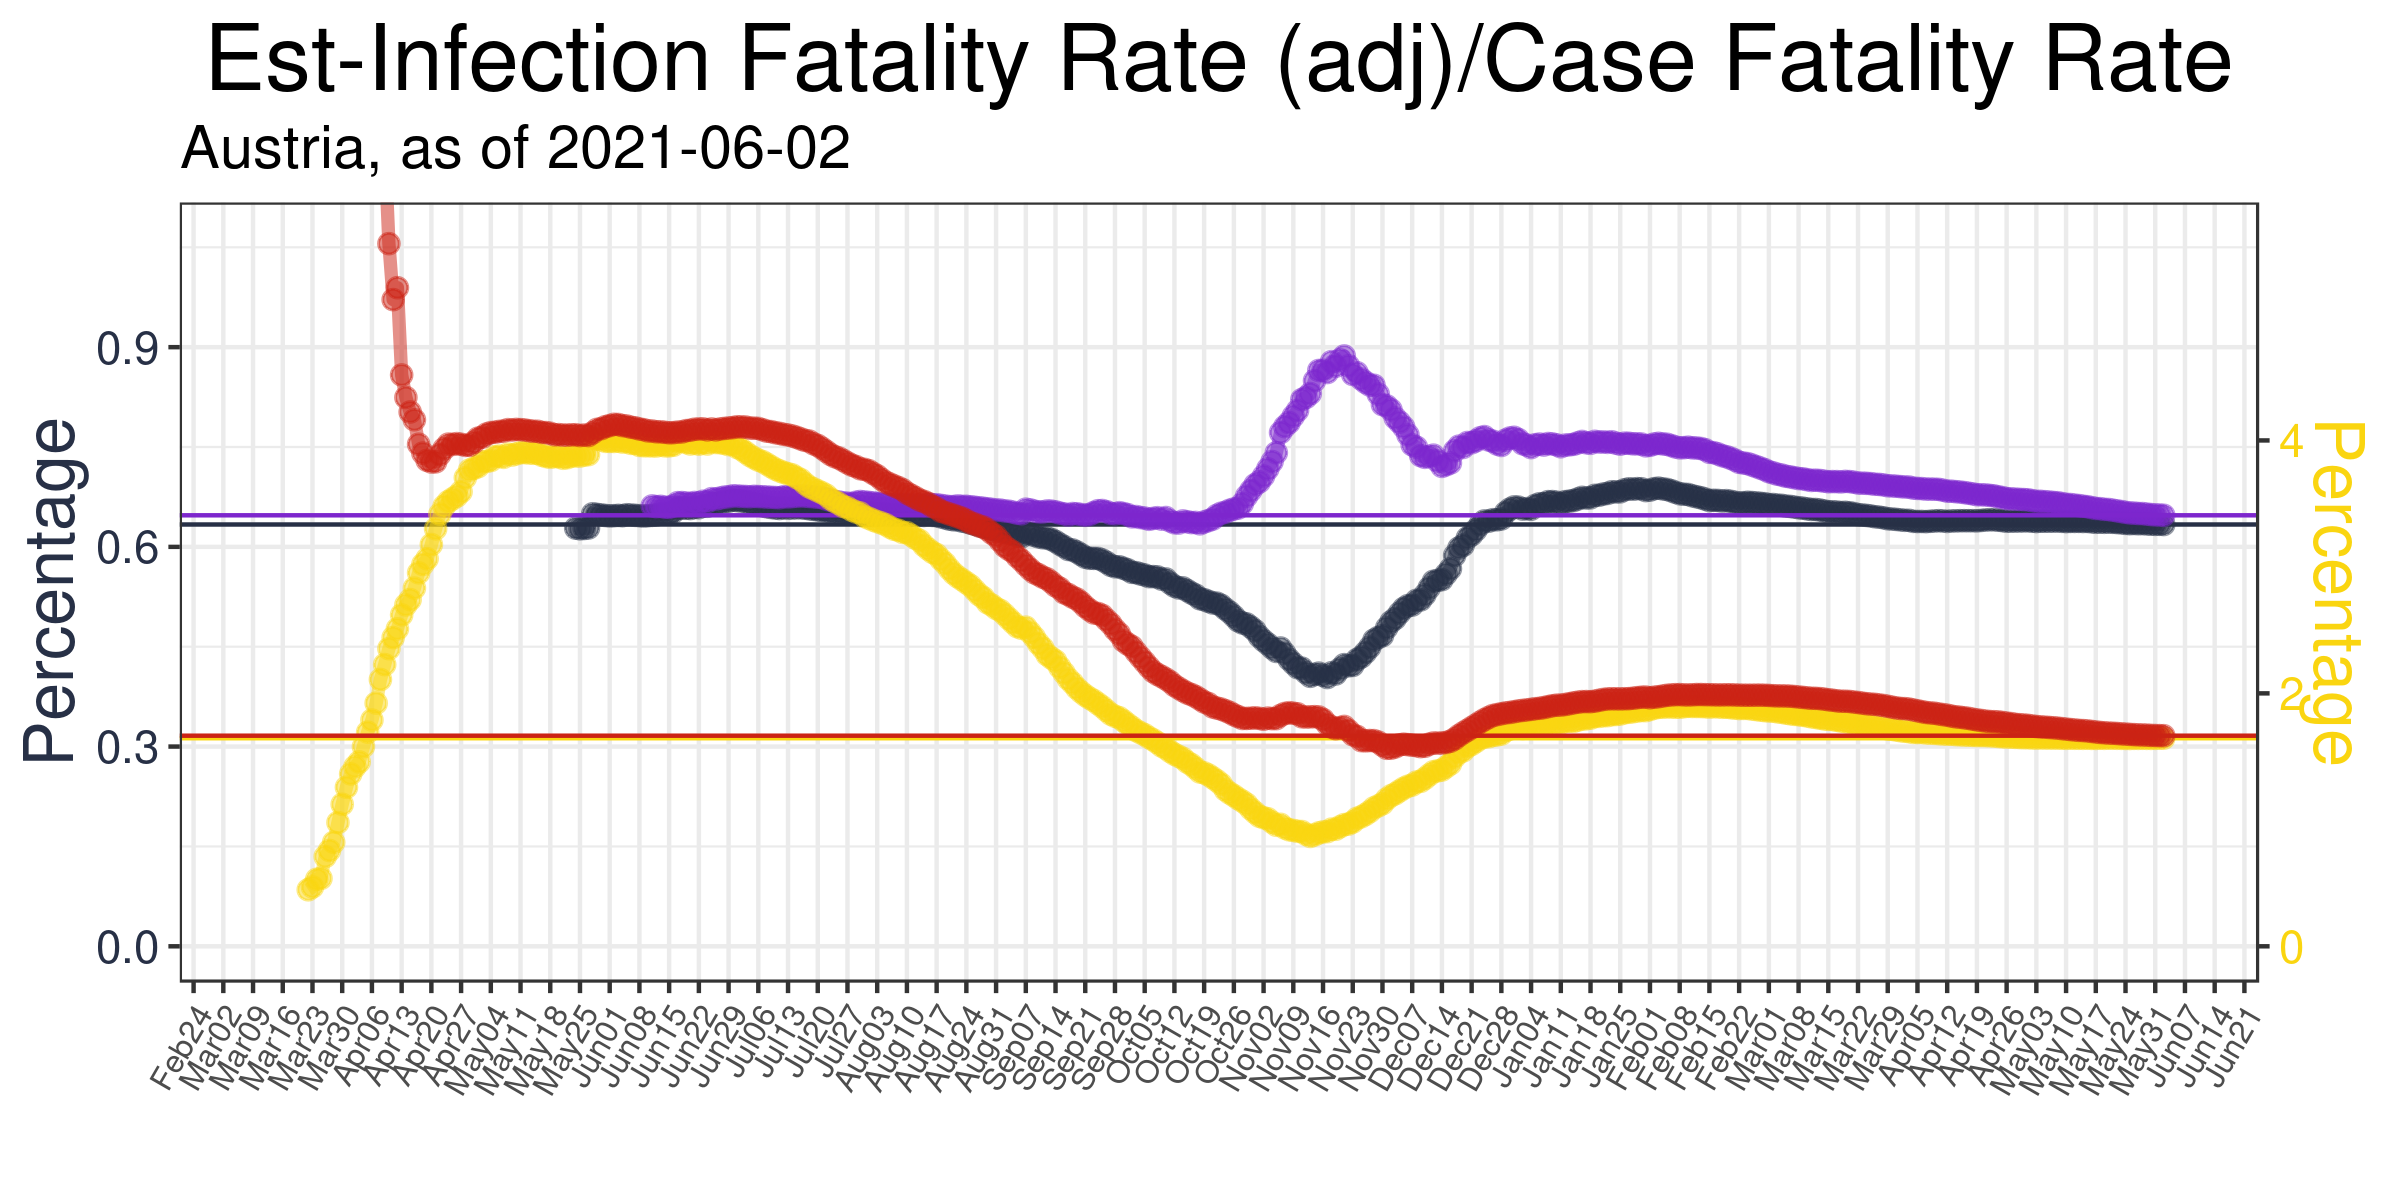 Est-Infection Fatality Rate (adj)/Case Fatality Rate
Austria, as of 2021-06-02
Percentage
0.9
0.6
0.3
0.0
4
2
0
Percentage
Feb24
Mar02
Mar09
Mar16
Mar23
Mar30
Apr06
Apr13
Apr20
Apr27
May04
May11
May18
May25
Jun01
Jun08
Jun15
Jun22
Jun29
Jul06
Jul13
Jul20
Jul27
Aug03
Aug10
Aug17
Aug24
Aug31
Sep07
Sep14
Sep21
Sep28
Oct05
Oct12
Oct19
Oct26
Nov02
Nov09
Nov16
Nov23
Nov30
Dec07
Dec14
Dec21
Dec28
Jan04
Jan11
Jan18
Jan25
Feb01
Feb08
Feb15
Feb22
Mar01
Mar08
Mar15
Mar22
Mar29
Apr05
Apr12
Apr19
Apr26
May03
May10
May17
May24
May31
Jun07
Jun14
Jun21